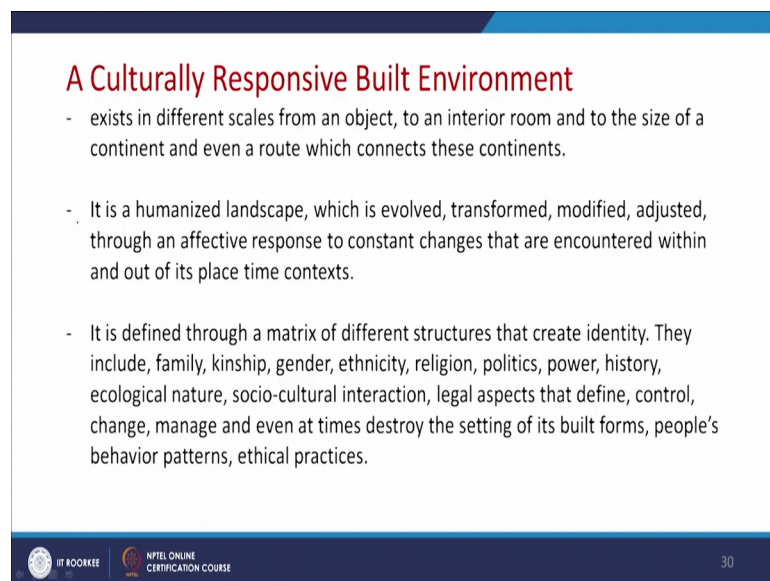 A Culturally Responsive Built Environment
- exists in different scales from an object, to an interior room and to the size of a
continent and even a route which connects these continents.
- It is a humanized landscape, which is evolved, transformed, modified, adjusted,
through an affective response to constant changes that are encountered within
and out of its place time contexts.
- It is defined through a matrix of different structures that create identity. They
include, family, kinship, gender, ethnicity, religion, politics, power, history,
ecological nature, socio-cultural interaction, legal aspects that define, control,
change, manage and even at times destroy the setting of its built forms, people's
behavior patterns, ethical practices.
IIT ROORKEE
NPTEL ONLINE
CERTIFICATION COURSE
30